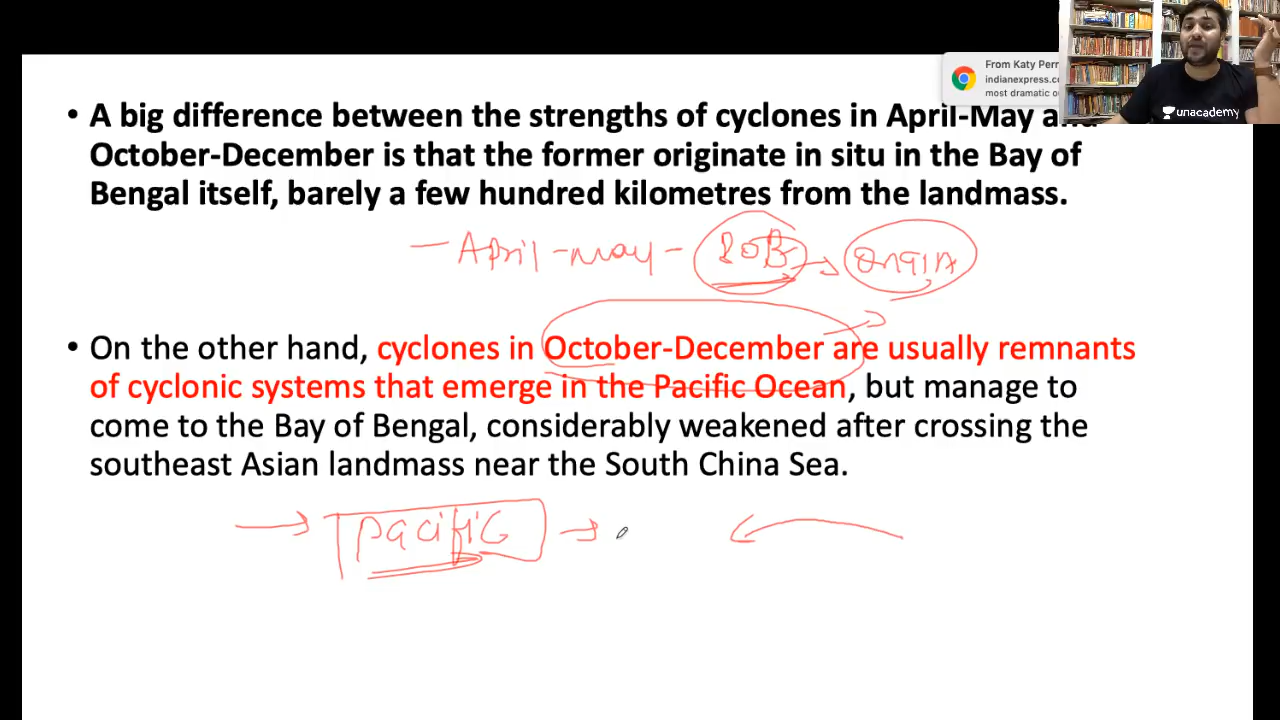 From Katy Perr
indianexpress.co
most dramatic o
unacademy
• A big difference between the strengths of cyclones in April-May and
October-December is that the former originate in situ in the Bay of
Bengal itself, barely a few hundred kilometres from the landmass.
- April-May - BOB → Origin
• On the other hand, cyclones in October-December are usually remnants
of cyclonic systems that emerge in the Pacific Ocean, but manage to
come to the Bay of Bengal, considerably weakened after crossing the
southeast Asian landmass near the South China Sea.
→ Pacific →